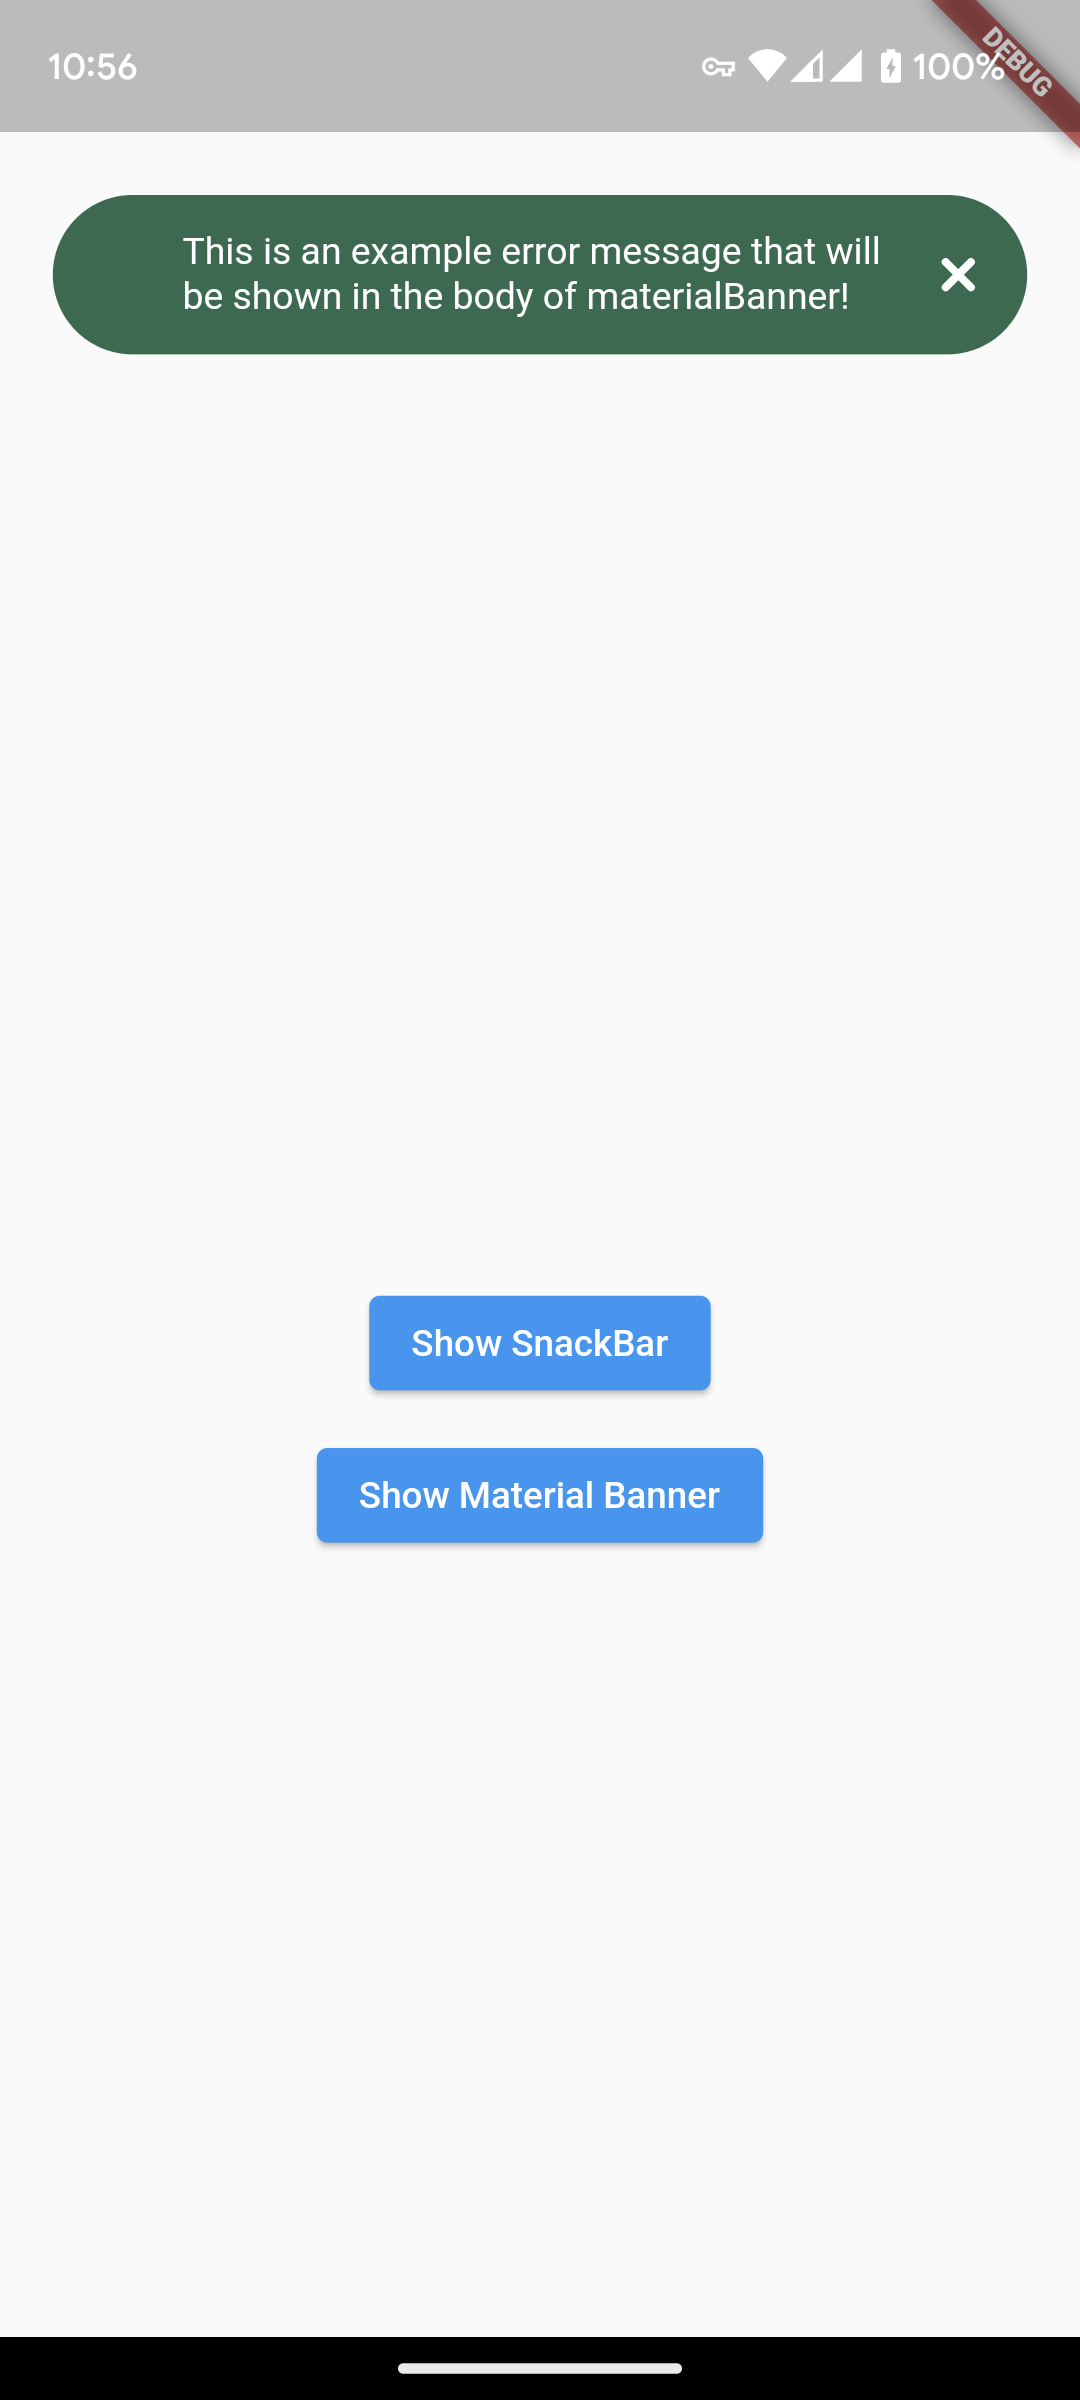 10:56
100%
DEBUG
This is an example error message that will
be shown in the body of materialBanner!
Show SnackBar
Show Material Banner